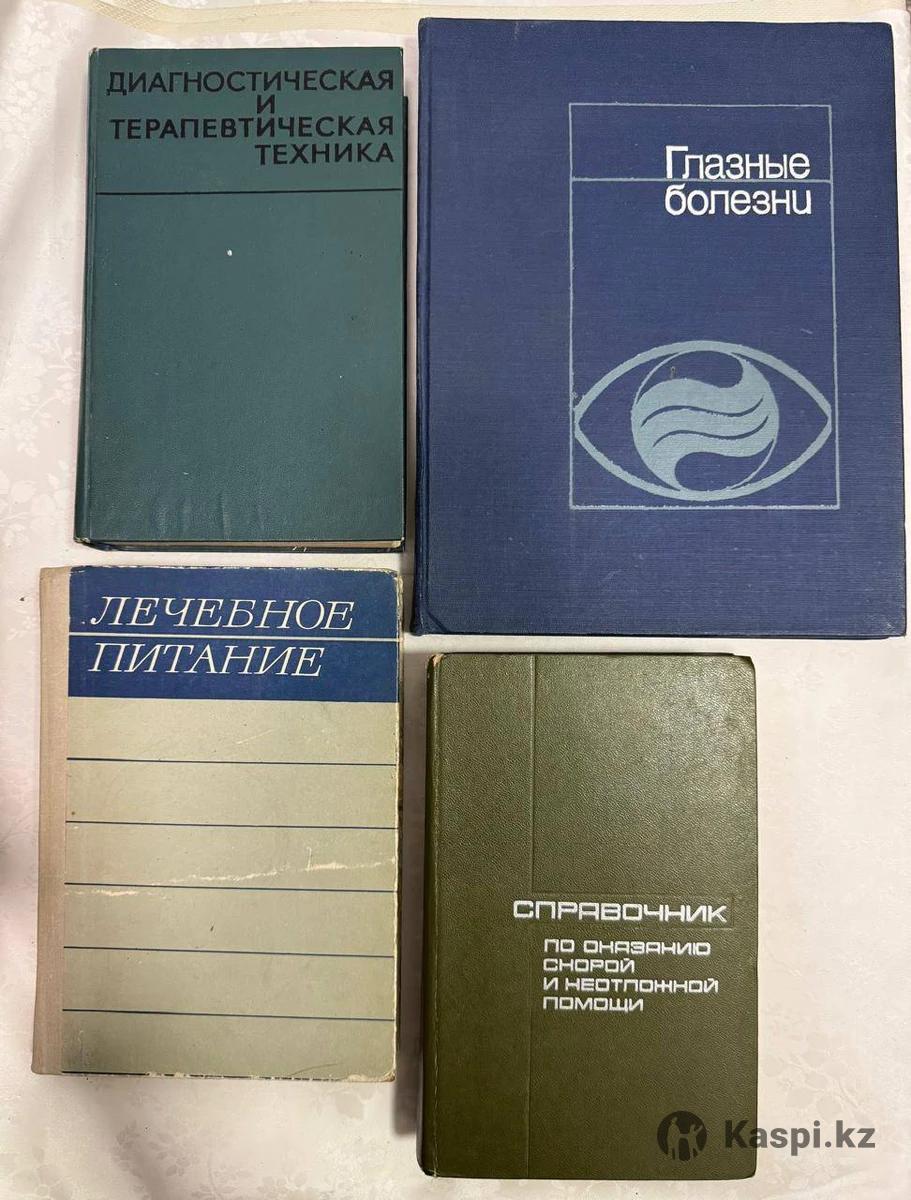 ДИАГНОСТИЧЕСКАЯ
И
ТЕРАПЕВТИЧЕСКАЯ
ТЕХНИКА
Глазные
болезни
ЛЕЧЕБНОЕ
ПИТАНИЕ
СПРАВОЧНИК
ПО ОКАЗАНИЮ
СКОРОЙ
И НЕОТЛОЖНОЙ
ПОМОЩИ
Kaspi.kz